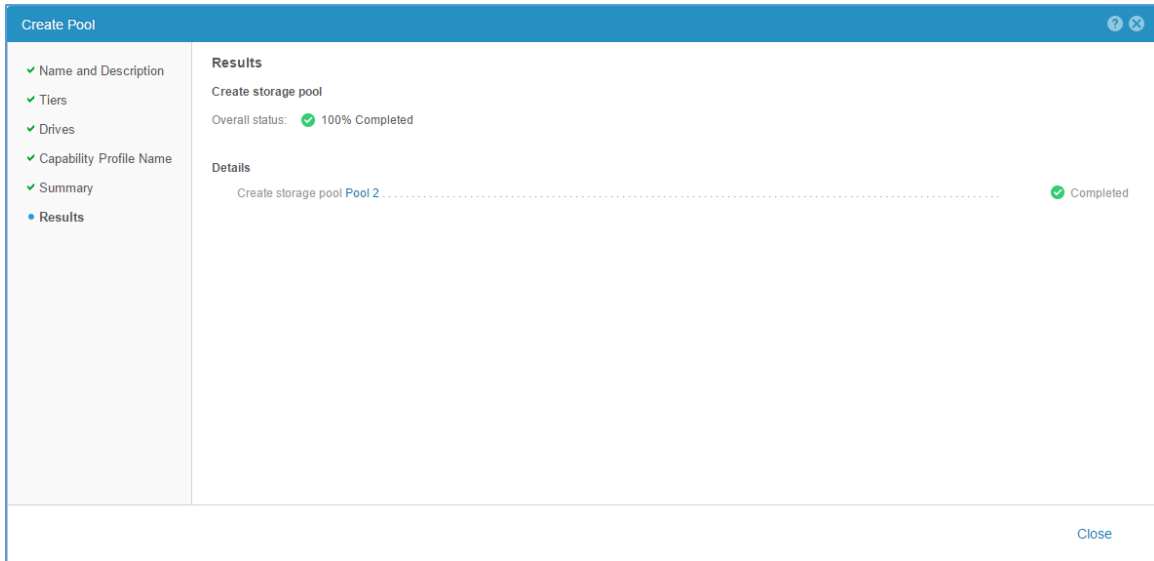 Create Pool
Name and Description
Tiers
Drives
Capability Profile Name
Summary
Results
Results
Create storage pool
Overall status: 100% Completed
Details
Create storage pool Pool 2 Completed
Close